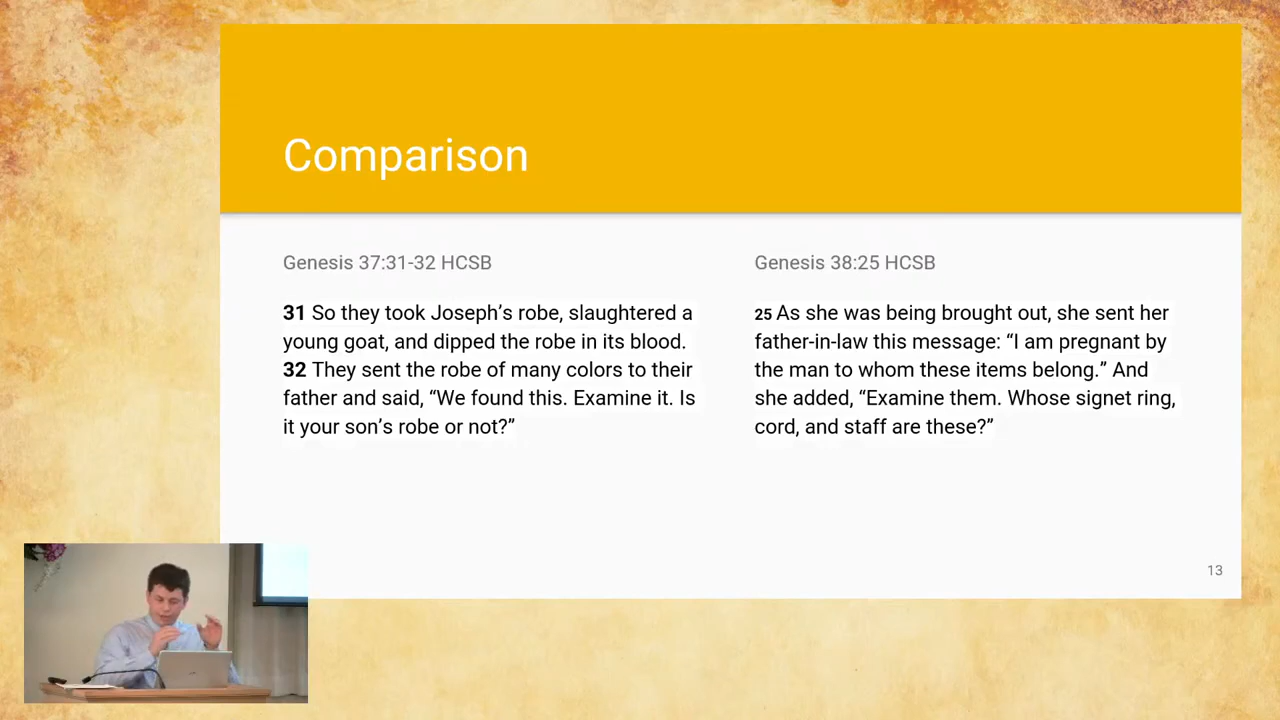 Comparison
Genesis 37:31-32 HCSB
31 So they took Joseph’s robe, slaughtered a
young goat, and dipped the robe in its blood.
32 They sent the robe of many colors to their
father and said, “We found this. Examine it. Is
it your son’s robe or not?”
Genesis 38:25 HCSB
25 As she was being brought out, she sent her
father-in-law this message: “I am pregnant by
the man to whom these items belong.” And
she added, “Examine them. Whose signet ring,
cord, and staff are these?”
13